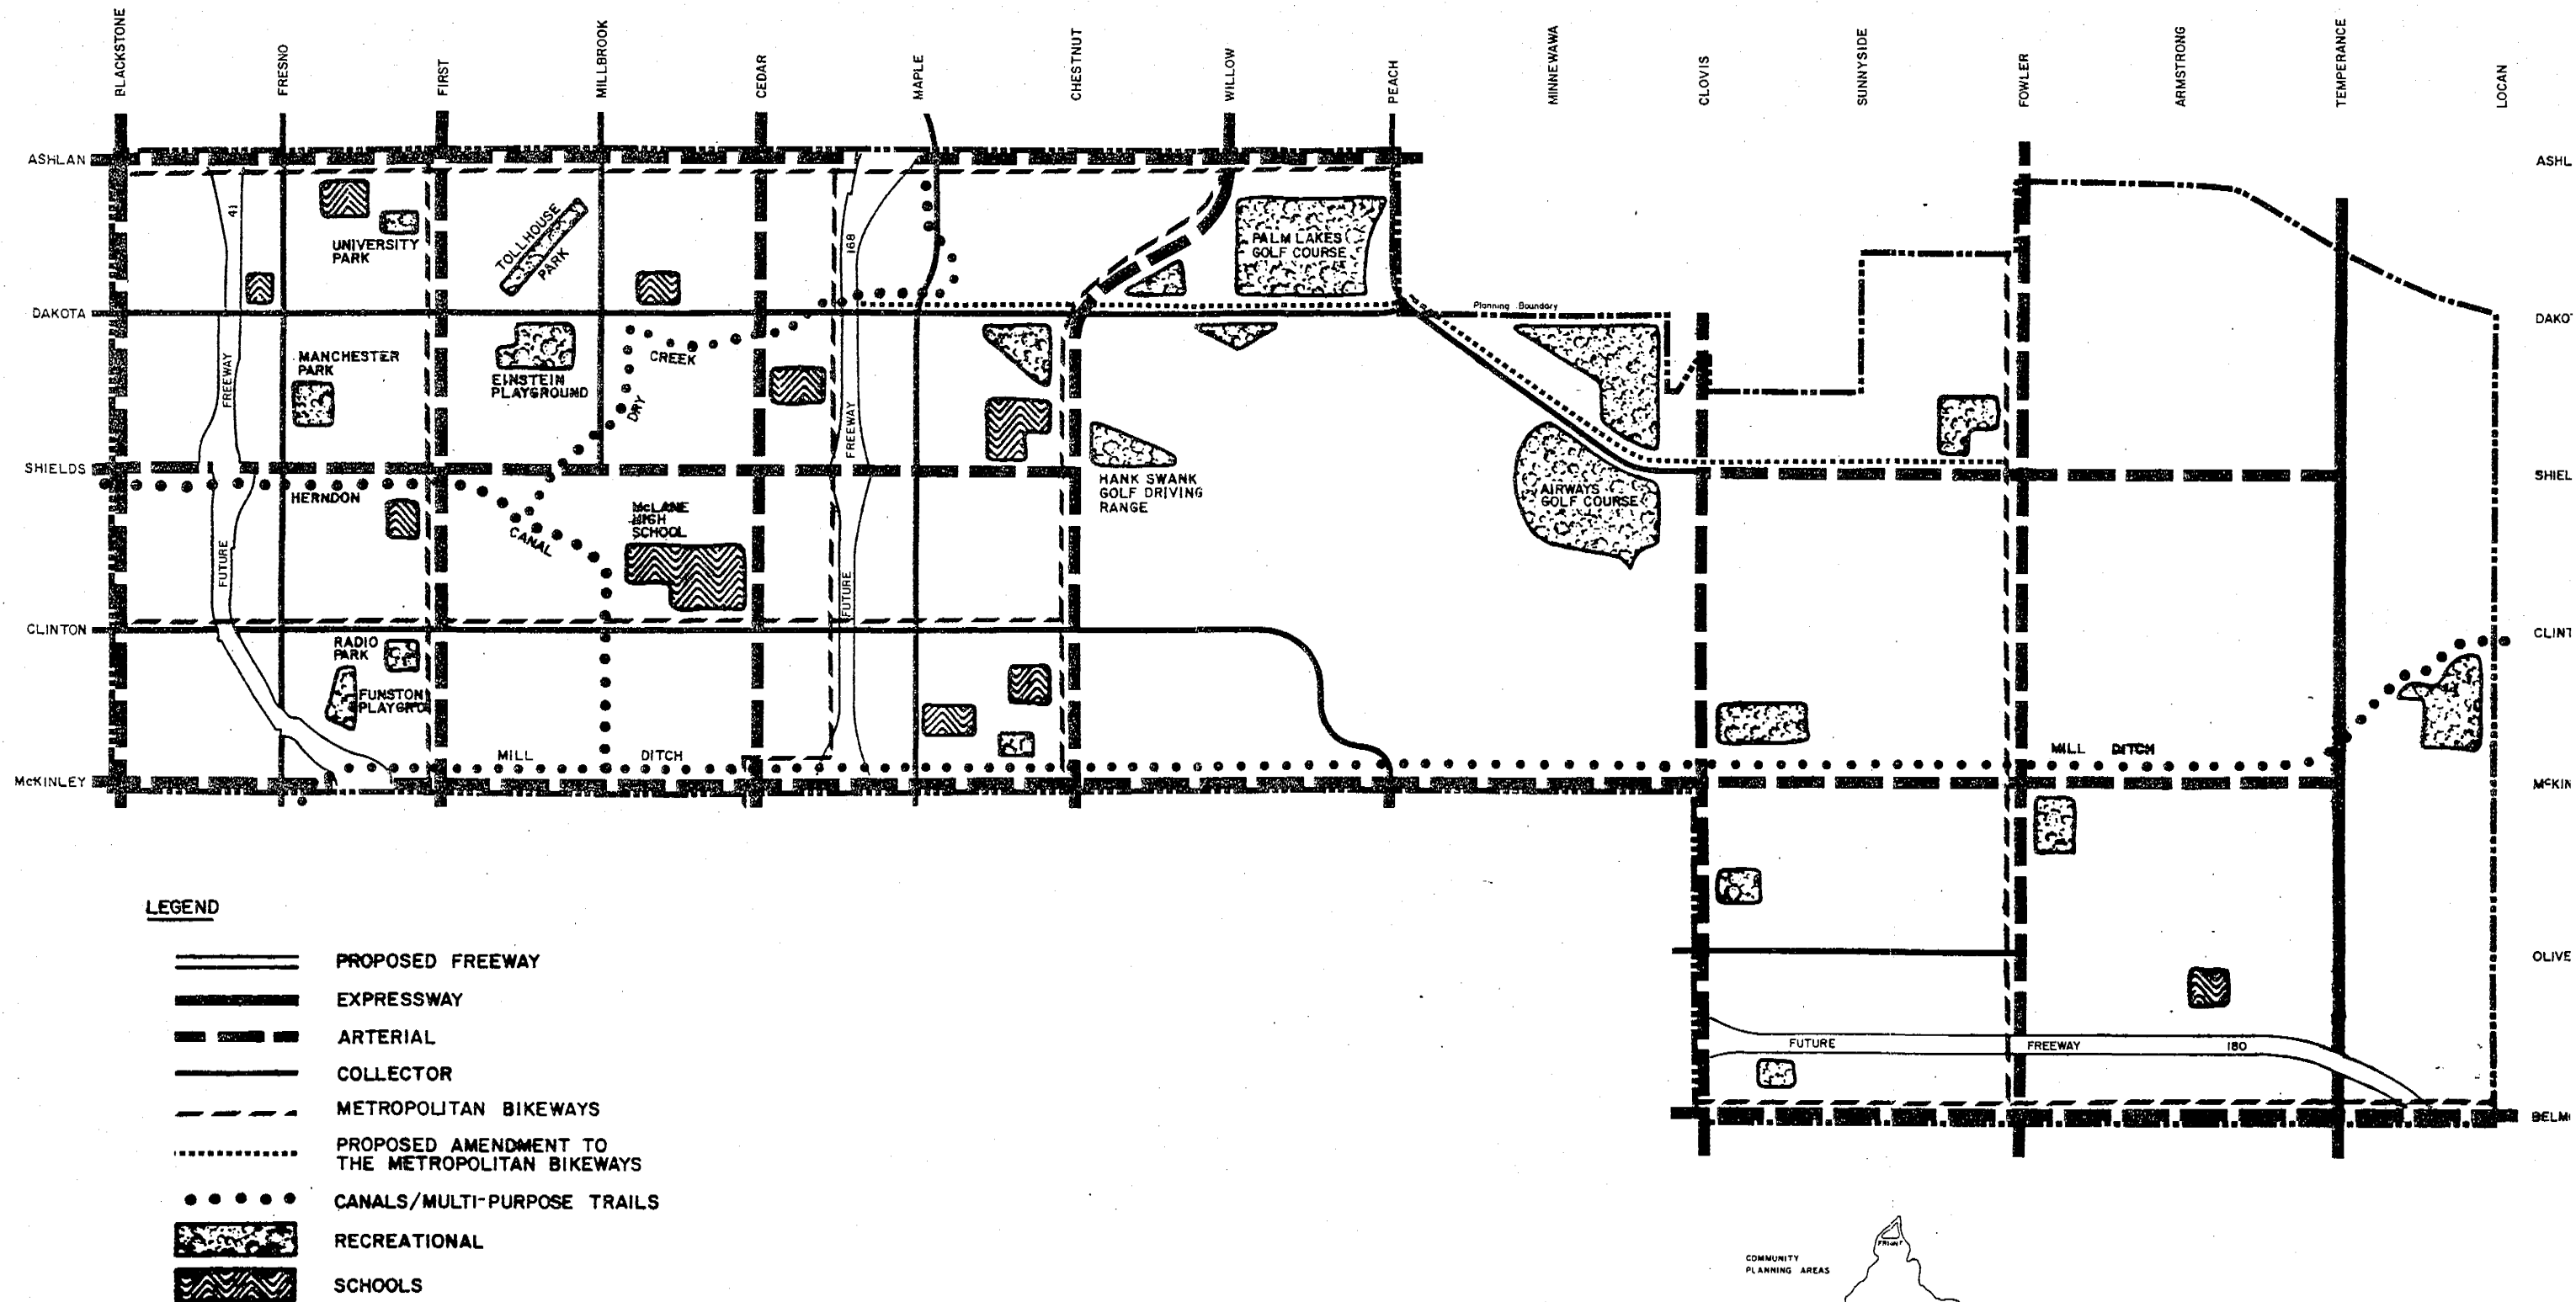 BLACKSTONE
FRESNO
FIRST
MILLBROOK
CEDAR
MAPLE
CHESTNUT
WILLOW
PEACH
MINNEWAWA
CLOVIS
SUNNYSIDE
FOWLER
ARMSTRONG
TEMPERANCE
LOCAN
ASHLAN
ASHL
41
UNIVERSITY
PARK
TOLLHOUSE
PARK
168
PALM LAKES
GOLF COURSE
DAKOTA
Planning Boundary
DAKO
MANCHESTER
PARK
FREEWAY
EINSTEIN
PLAYGROUND
CREEK
DRY
FREEWAY
SHIELDS
SHIEL
HERNDON
CANAL
McLANE
HIGH
SCHOOL
HANK SWANK
GOLF DRIVING
RANGE
AIRWAYS
GOLF COURSE
FUTURE
FUTURE
CLINTON
CLINT
RADIO
PARK
FUNSTON
PLAYGRD
MILL DITCH
MILL DITCH
McKINLEY
McKIN
OLIVE
FUTURE FREEWAY 180
BELM
LEGEND
PROPOSED FREEWAY
EXPRESSWAY
ARTERIAL
COLLECTOR
METROPOLITAN BIKEWAYS
PROPOSED AMENDMENT TO
THE METROPOLITAN BIKEWAYS
CANALS/MULTI-PURPOSE TRAILS
RECREATIONAL
SCHOOLS
COMMUNITY
PLANNING AREAS